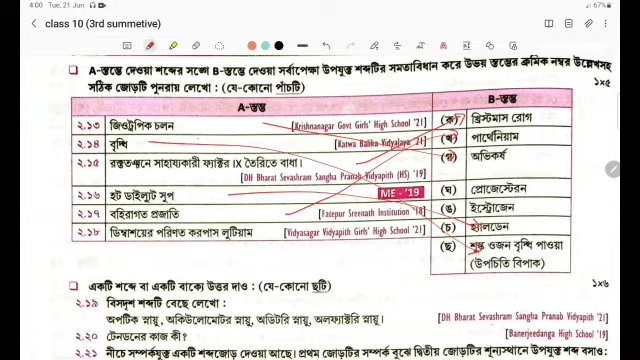 4:00 Tue, 21 Jun
67%
class 10 (3rd summetive)
A-স্তম্ভে দেওয়া শব্দের সঙ্গে B-স্তম্ভে দেওয়া সর্বাপেক্ষা উপযুক্ত শব্দটির সমতাবিধান করে উভয় স্তম্ভের ক্রমিক নম্বর উল্লেখসহ
সঠিক জোড়টি পুনরায় লেখো : (যে-কোনো পাঁচটি) ১×৫
A-স্তম্ভ B-স্তম্ভ
২.১৩ জিওট্রপিক চলন [Krishnanagar Govt Girls' High School '21] (ক) খ্রিস্টমাস রোগ
২.১৪ বৃদ্ধি [Katwa Balika Vidyalaya '21] (খ) পার্থেনিয়াম
২.১৫ রক্ততঞ্চনে সাহায্যকারী ফ্যাক্টর IX তৈরিতে বাধা। (গ) অভিকর্ষ
[DH Bharat Sevashram Sangha Pranab Vidyapith (HS) '19]
২.১৬ হট ডাইল্যুট সুপ ME - '19 (ঘ) প্রোজেস্টেরন
২.১৭ বহিরাগত প্রজাতি [Fatepur Sreenath Institution '18] (ঙ) ইস্ট্রোজেন
২.১৮ ডিম্বাশয়ের পরিণত করপাস লুটিয়াম [Vidyasagar Vidyapith Girls' High School '21] (চ) হালডেন
(ছ) শুষ্ক ওজন বৃদ্ধি পাওয়া
(উপচিতি বিপাক)
একটি শব্দে বা একটি বাক্যে উত্তর দাও : (যে-কোনো ছটি) ১×৬
২.১৯ বিসদৃশ শব্দটি বেছে লেখো :
অপটিক স্নায়ু, অকিউলোমোটর স্নায়ু, অডিটরি স্নায়ু, অলফ্যাক্টরি স্নায়ু। [DH Bharat Sevashram Sangha Pranab Vidyapith '21]
২.২০ টেনডনের কাজ কী? [Banerjeedanga High School '19]
২.২১ নীচে সম্পর্কযুক্ত একটি শব্দজোড় দেওয়া আছে। প্রথম জোড়টির সম্পর্ক বুঝে দ্বিতীয় জোড়টির শূন্যস্থানে উপযুক্ত শব্দ বসাও